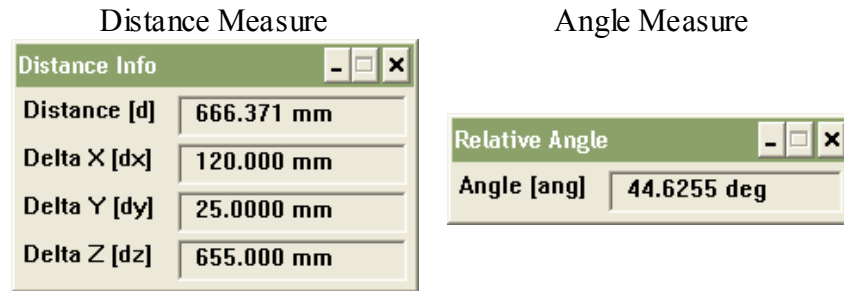 Distance Measure
Angle Measure
Distance Info
Distance [d] 666.371 mm
Delta X [dx] 120.000 mm
Delta Y [dy] 25.0000 mm
Delta Z [dz] 655.000 mm
Relative Angle
Angle [ang] 44.6255 deg